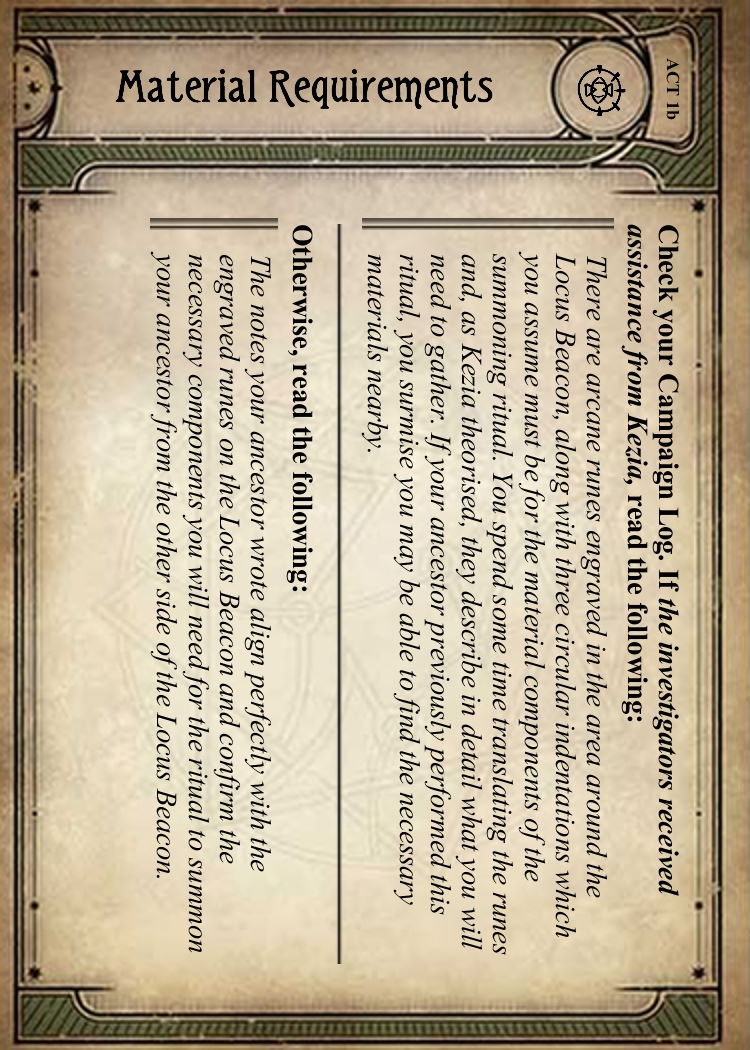 ACT 1b
Material Requirements
Check your Campaign Log. If the investigators received
assistance from Kezia, read the following:
There are arcane runes engraved in the area around the
Locus Beacon, along with three circular indentations which
you assume must be for the material components of the
summoning ritual. You spend some time translating the runes
and, as Kezia theorised, they describe in detail what you will
need to gather. If your ancestor previously performed this
ritual, you surmise you may be able to find the necessary
materials nearby.
Otherwise, read the following:
The notes your ancestor wrote align perfectly with the
engraved runes on the Locus Beacon and confirm the
necessary components you will need for the ritual to summon
your ancestor from the other side of the Locus Beacon.